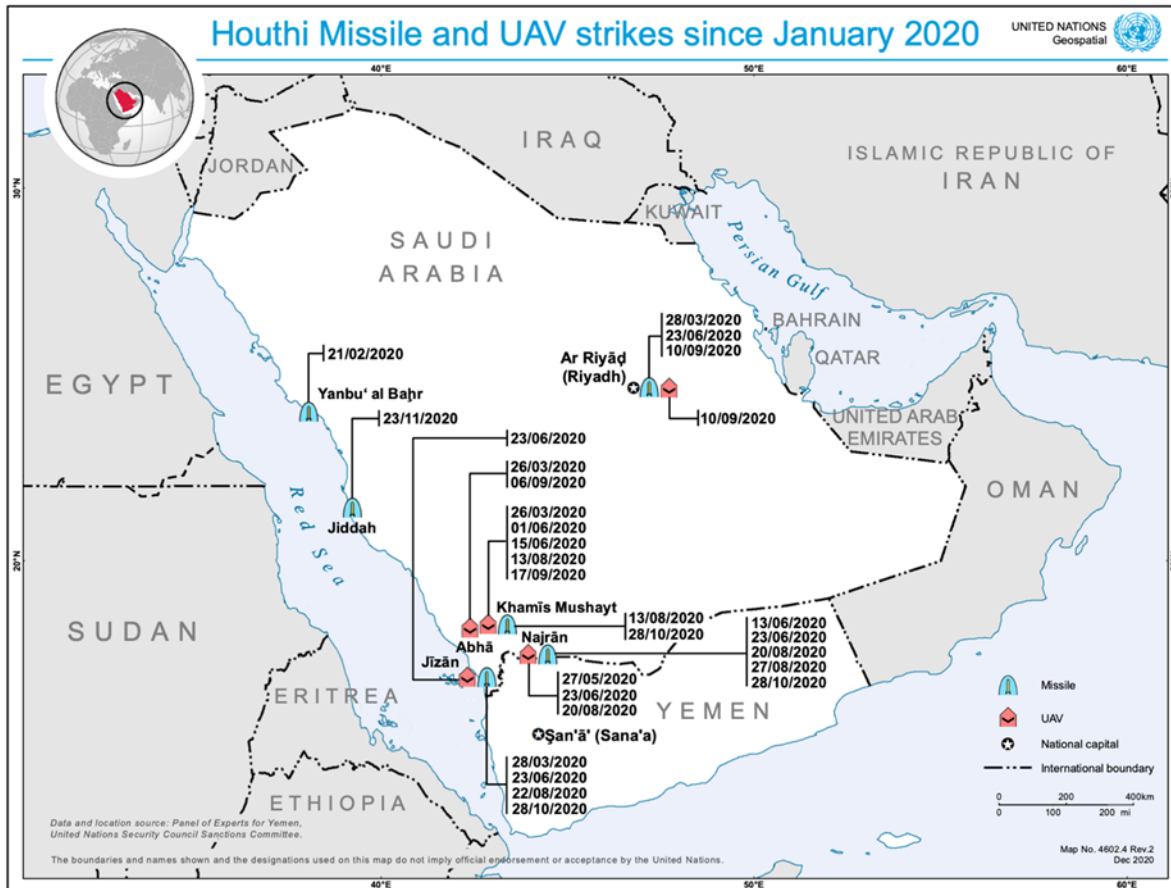 Houthi Missile and UAV strikes since January 2020
UNITED NATIONS
Geospatial
40°E
50°E
60°E
30°N
30°N
JORDAN
IRAQ
ISLAMIC REPUBLIC OF
IRAN
KUWAIT
SAUDI
ARABIA
Persian Gulf
BAHRAIN
QATAR
UNITED ARAB
EMIRATES
OMAN
EGYPT
21/02/2020
Yanbu' al Baḩr
23/11/2020
Jiddah
Red Sea
28/03/2020
23/06/2020
10/09/2020
Ar Riyāḑ
(Riyadh)
10/09/2020
23/06/2020
26/03/2020
06/09/2020
26/03/2020
01/06/2020
15/06/2020
13/08/2020
17/09/2020
20°N
SUDAN
Khamīs Mushayt
13/08/2020
28/10/2020
Abhā
Najrān
13/06/2020
23/06/2020
20/08/2020
27/08/2020
28/10/2020
Jīzān
27/05/2020
23/06/2020
20/08/2020
YEMEN
ERITREA
Şan'ā' (Sana'a)
28/03/2020
23/06/2020
22/08/2020
28/10/2020
ETHIOPIA
Missile
UAV
National capital
International boundary
0 200 400km
0 100 200 mi
Data and location source: Panel of Experts for Yemen,
United Nations Security Council Sanctions Committee.
The boundaries and names shown and the designations used on this map do not imply official endorsement or acceptance by the United Nations.
Map No. 4602.4 Rev.2
Dec 2020
40°E
50°E
60°E